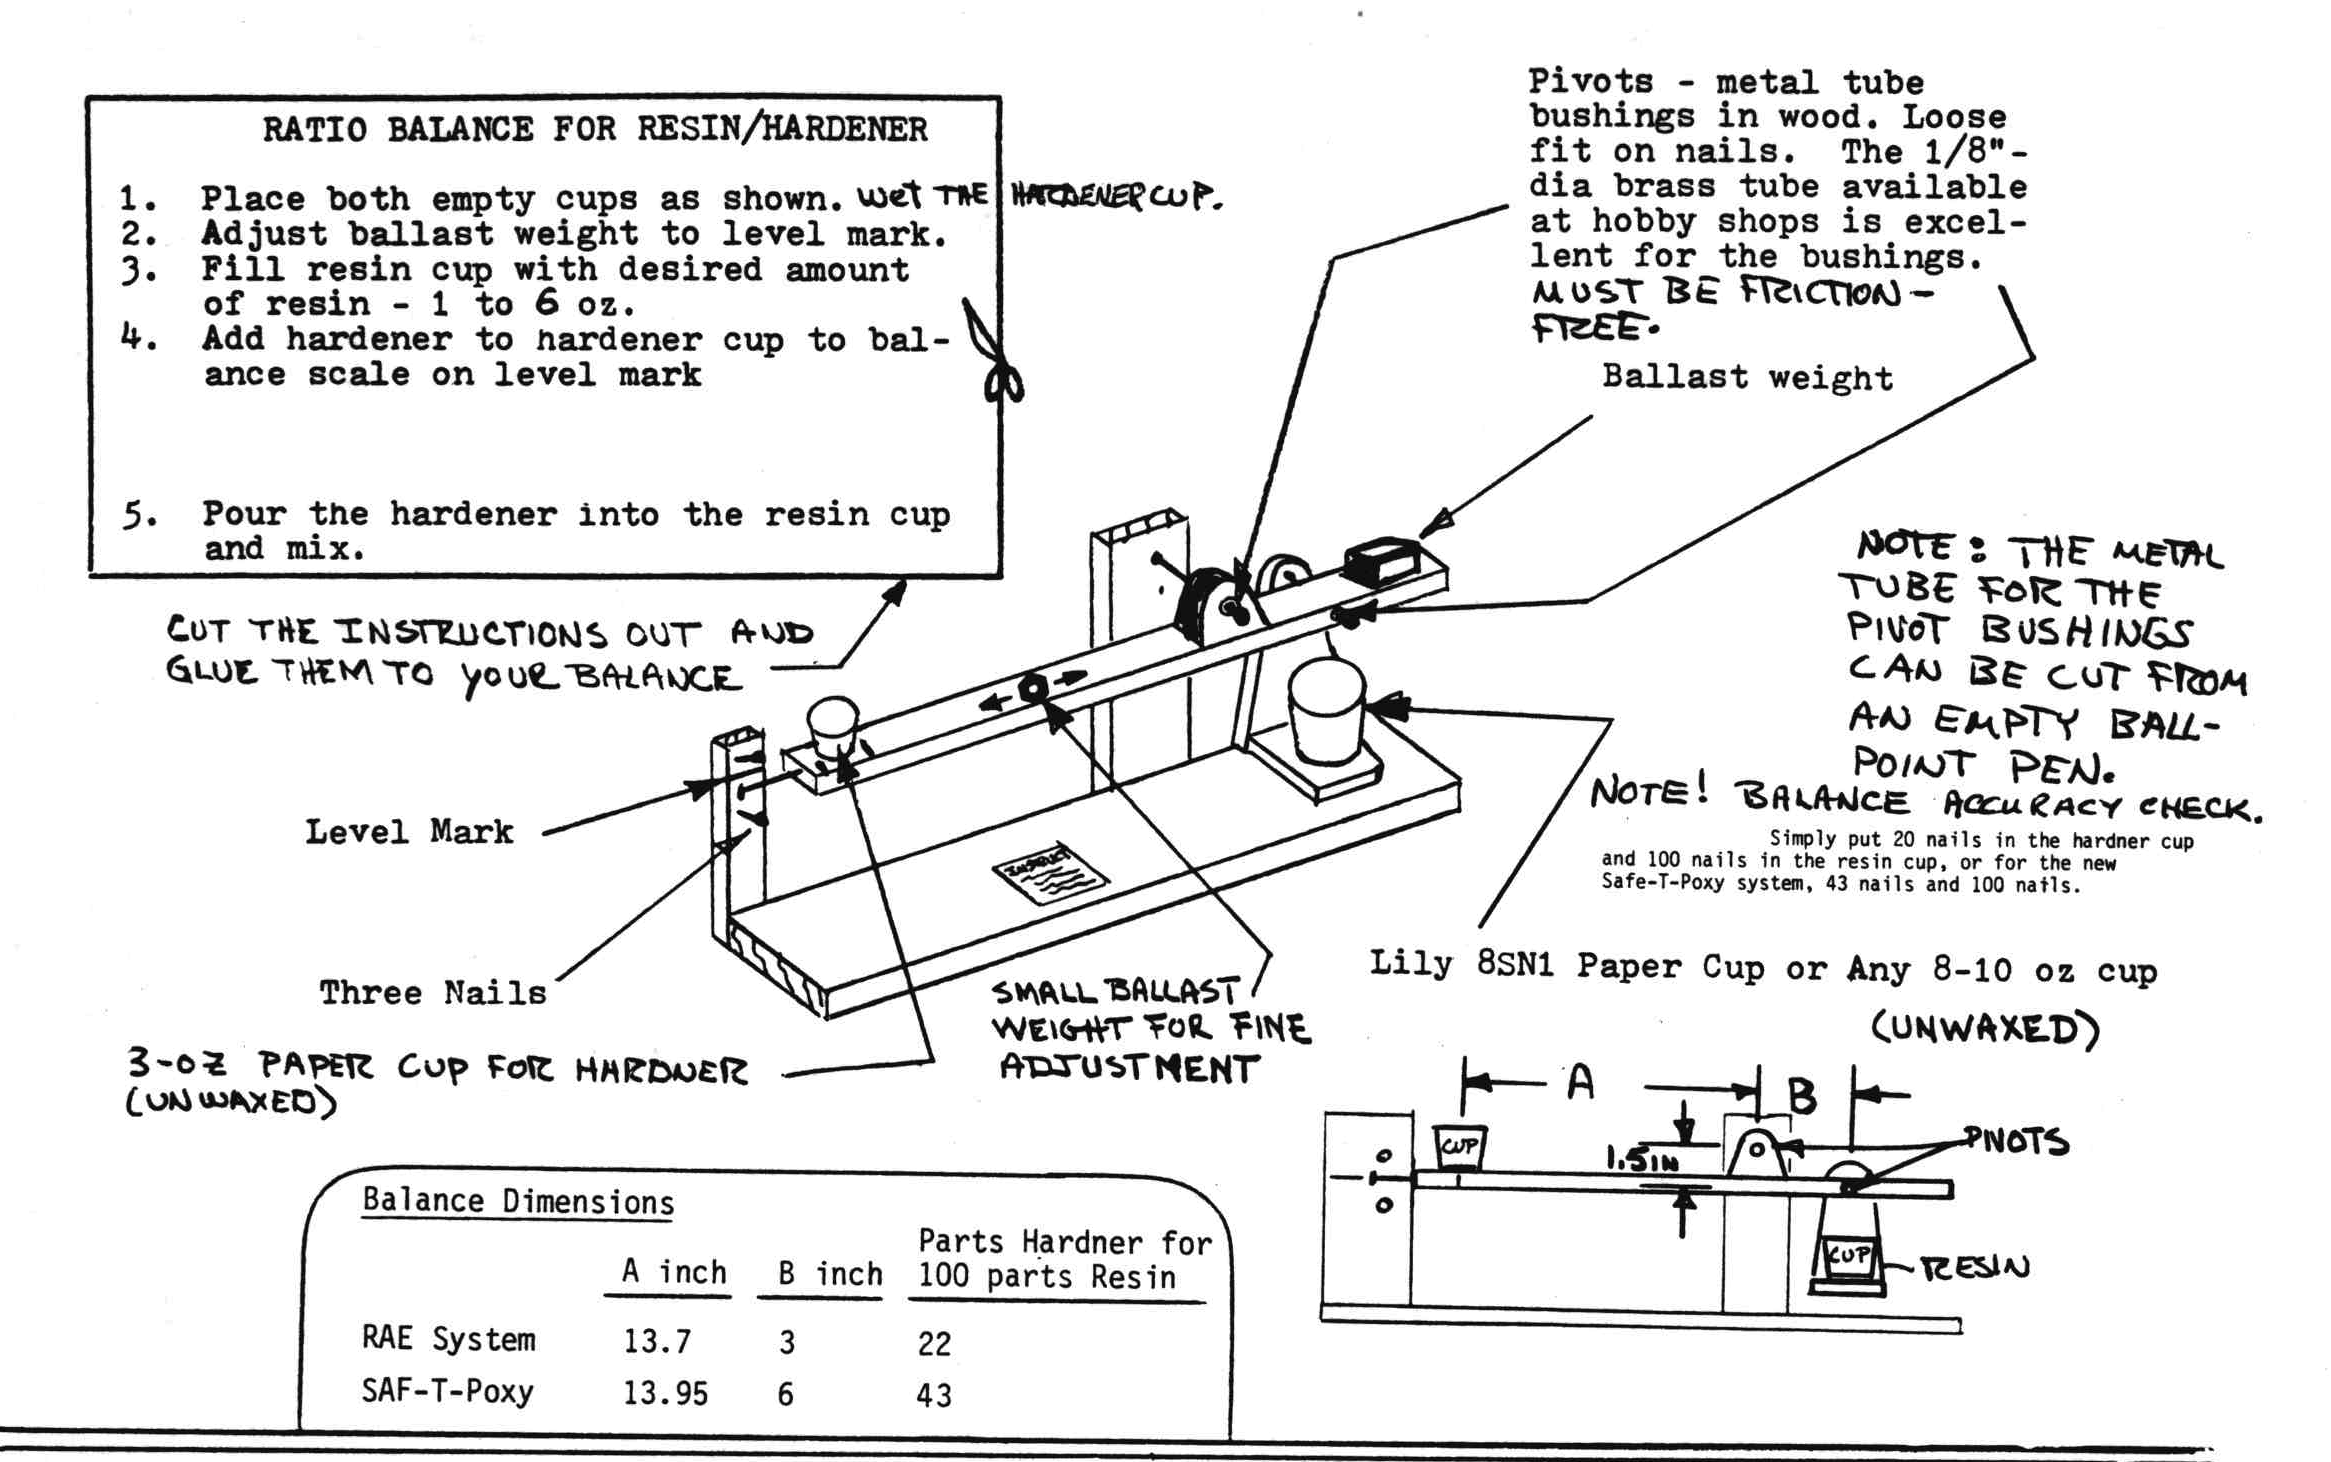 RATIO BALANCE FOR RESIN/HARDENER
1. Place both empty cups as shown. WET THE HARDENER CUP.
2. Adjust ballast weight to level mark.
3. Fill resin cup with desired amount
of resin - 1 to 6 oz.
4. Add hardener to hardener cup to bal-
ance scale on level mark
5. Pour the hardener into the resin cup
and mix.
CUT THE INSTRUCTIONS OUT AND
GLUE THEM TO YOUR BALANCE
Pivots - metal tube
bushings in wood. Loose
fit on nails. The 1/8"-
dia brass tube available
at hobby shops is excel-
lent for the bushings.
MUST BE FRICTION-
FREE.
Ballast weight
NOTE: THE METAL
TUBE FOR THE
PIVOT BUSHINGS
CAN BE CUT FROM
AN EMPTY BALL-
POINT PEN.
NOTE! BALANCE ACCURACY CHECK.
Simply put 20 nails in the hardner cup
and 100 nails in the resin cup, or for the new
Safe-T-Poxy system, 43 nails and 100 nails.
Level Mark
INSTRUCT
Three Nails
SMALL BALLAST
WEIGHT FOR FINE
ADJUSTMENT
Lily 8SN1 Paper Cup or Any 8-10 oz cup
(UNWAXED)
3-OZ PAPER CUP FOR HARDNER
(UNWAXED)
A
B
CUP
1.5 IN
PIVOTS
CUP
RESIN
Balance Dimensions
A inch B inch Parts Hardner for
100 parts Resin
RAE System 13.7 3 22
SAF-T-Poxy 13.95 6 43